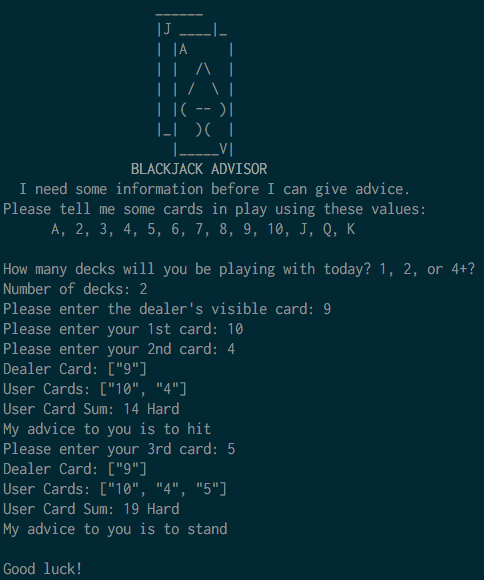 ______
|J ____|_
| |A     |
| |  /\  |
| | /  \ |
| |( -- )|
|_|  )(  |
  |_____V|
BLACKJACK ADVISOR
I need some information before I can give advice.
Please tell me some cards in play using these values:
A, 2, 3, 4, 5, 6, 7, 8, 9, 10, J, Q, K
How many decks will you be playing with today? 1, 2, or 4+?
Number of decks: 2
Please enter the dealer's visible card: 9
Please enter your 1st card: 10
Please enter your 2nd card: 4
Dealer Card: ["9"]
User Cards: ["10", "4"]
User Card Sum: 14 Hard
My advice to you is to hit
Please enter your 3rd card: 5
Dealer Card: ["9"]
User Cards: ["10", "4", "5"]
User Card Sum: 19 Hard
My advice to you is to stand
Good luck!